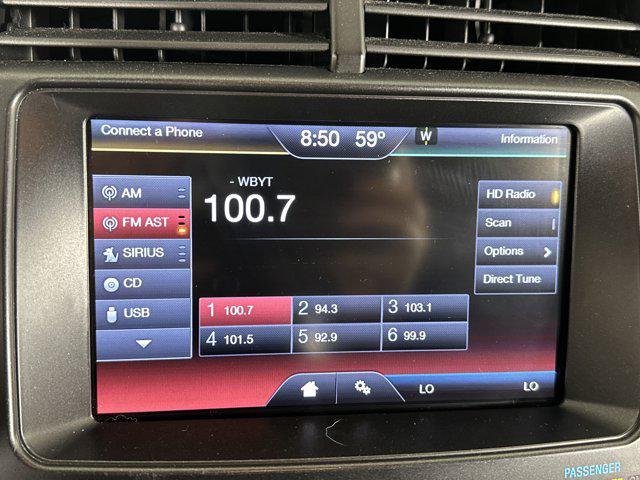 Connect a Phone
8:50 59°
W
Information
- WBYT
100.7
AM
FM AST
SIRIUS
CD
USB
HD Radio
Scan
Options
Direct Tune
1 100.7
2 94.3
3 103.1
4 101.5
5 92.9
6 99.9
LO
LO
PASSENGER